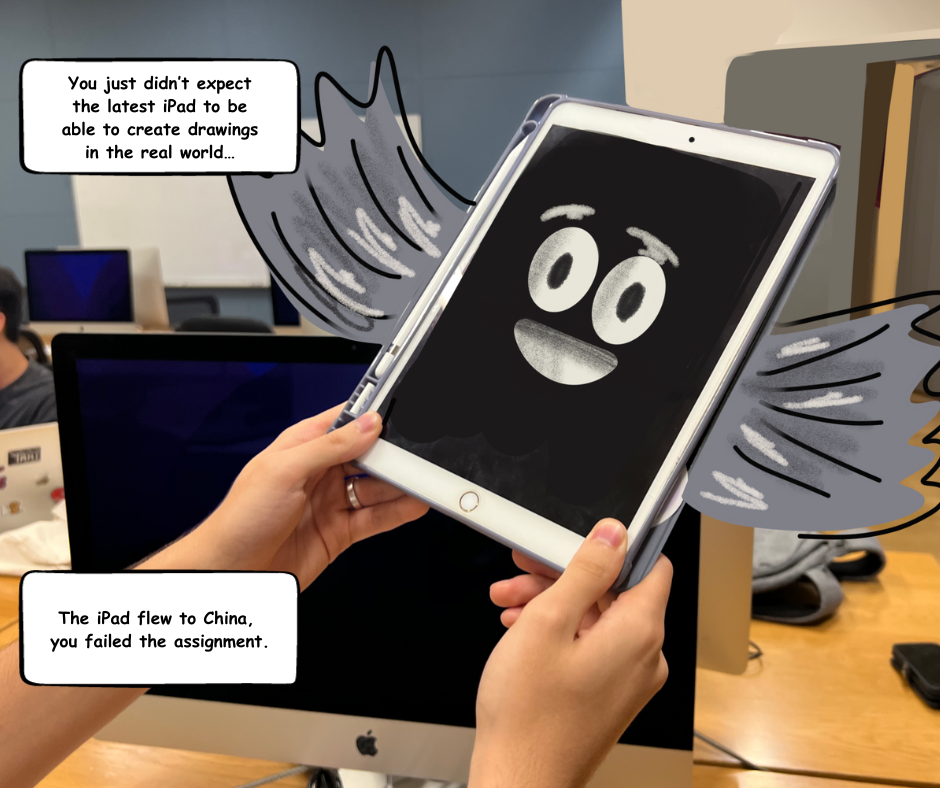 You just didn't expect
the latest iPad to be
able to create drawings
in the real world...
The iPad flew to China,
you failed the assignment.